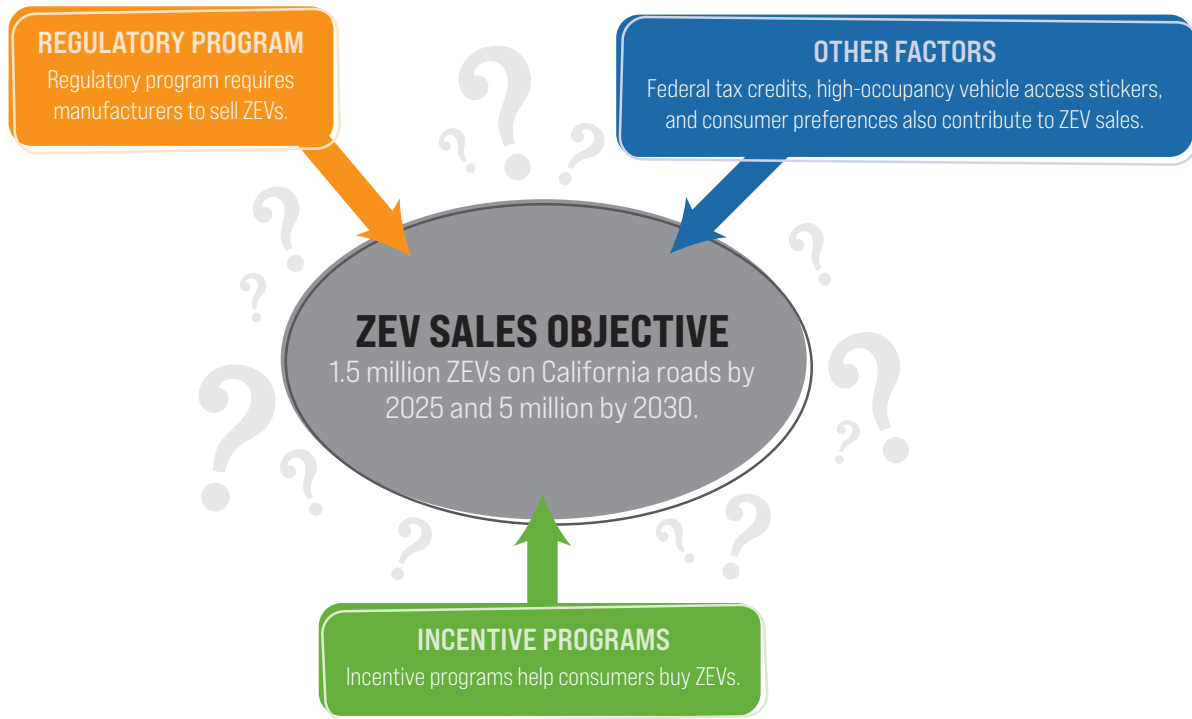 REGULATORY PROGRAM
Regulatory program requires
manufacturers to sell ZEVs.
OTHER FACTORS
Federal tax credits, high-occupancy vehicle access stickers,
and consumer preferences also contribute to ZEV sales.
ZEV SALES OBJECTIVE
1.5 million ZEVs on California roads by
2025 and 5 million by 2030.
INCENTIVE PROGRAMS
Incentive programs help consumers buy ZEVs.